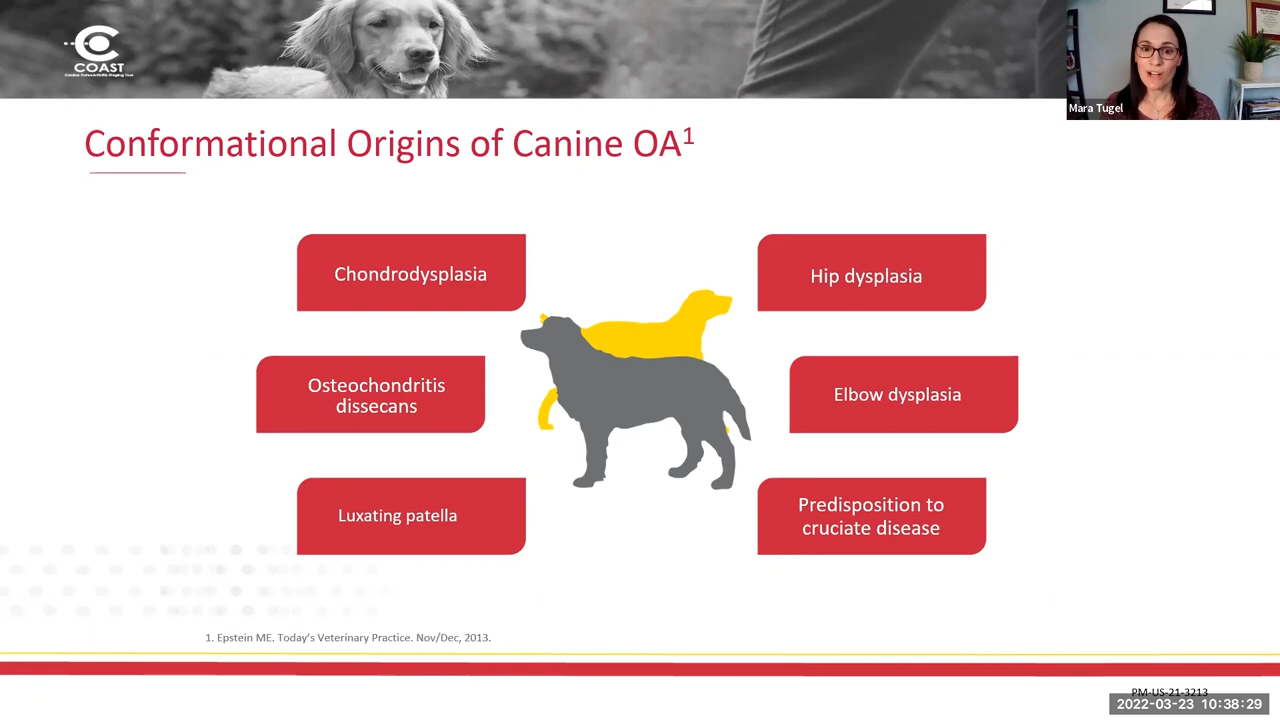 COAST
Canine OsteoArthritis Staging Tool
Mara Tugel
Conformational Origins of Canine OA1
Chondrodysplasia
Hip dysplasia
Osteochondritis
dissecans
Elbow dysplasia
Luxating patella
Predisposition to
cruciate disease
1. Epstein ME. Today's Veterinary Practice. Nov/Dec, 2013.
PM-US-21-3213
2022-03-23 10:38:29